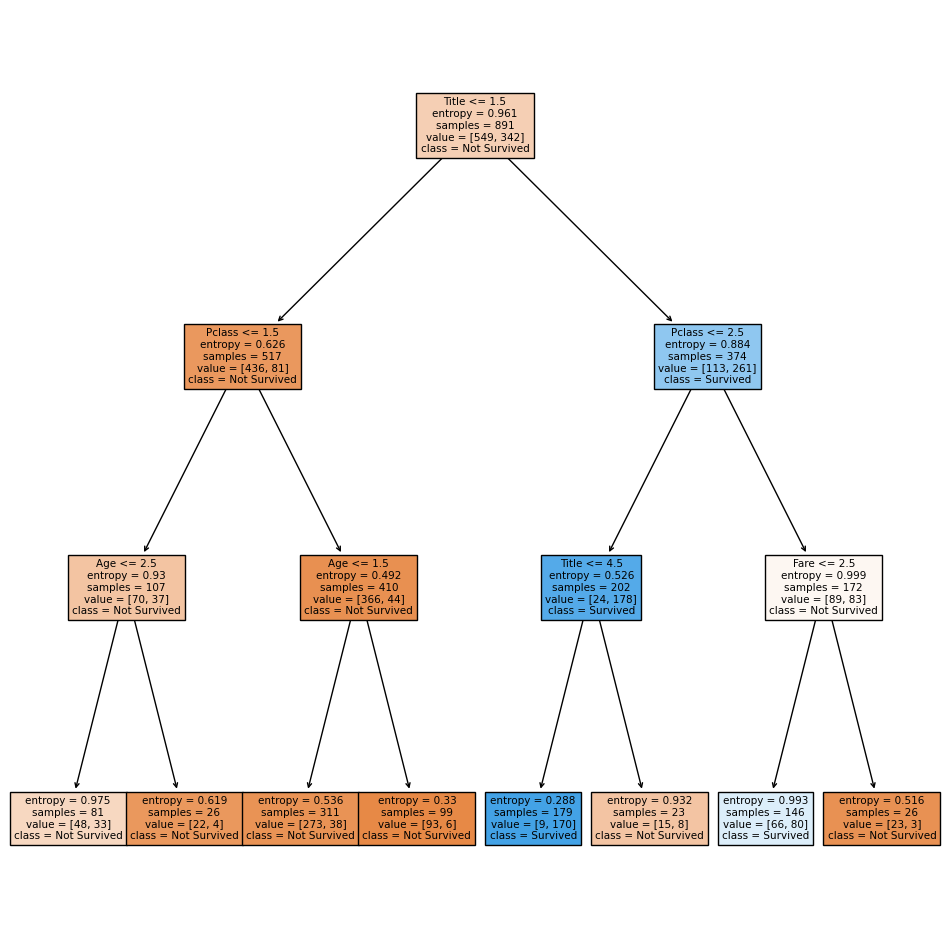 Title <= 1.5
entropy = 0.961
samples = 891
value = [549, 342]
class = Not Survived
Pclass <= 1.5
entropy = 0.626
samples = 517
value = [436, 81]
class = Not Survived
Pclass <= 2.5
entropy = 0.884
samples = 374
value = [113, 261]
class = Survived
Age <= 2.5
entropy = 0.93
samples = 107
value = [70, 37]
class = Not Survived
Age <= 1.5
entropy = 0.492
samples = 410
value = [366, 44]
class = Not Survived
Title <= 4.5
entropy = 0.526
samples = 202
value = [24, 178]
class = Survived
Fare <= 2.5
entropy = 0.999
samples = 172
value = [89, 83]
class = Not Survived
entropy = 0.975
samples = 81
value = [48, 33]
class = Not Survived
entropy = 0.619
samples = 26
value = [22, 4]
class = Not Survived
entropy = 0.536
samples = 311
value = [273, 38]
class = Not Survived
entropy = 0.33
samples = 99
value = [93, 6]
class = Not Survived
entropy = 0.288
samples = 179
value = [9, 170]
class = Survived
entropy = 0.932
samples = 23
value = [15, 8]
class = Not Survived
entropy = 0.993
samples = 146
value = [66, 80]
class = Survived
entropy = 0.516
samples = 26
value = [23, 3]
class = Not Survived